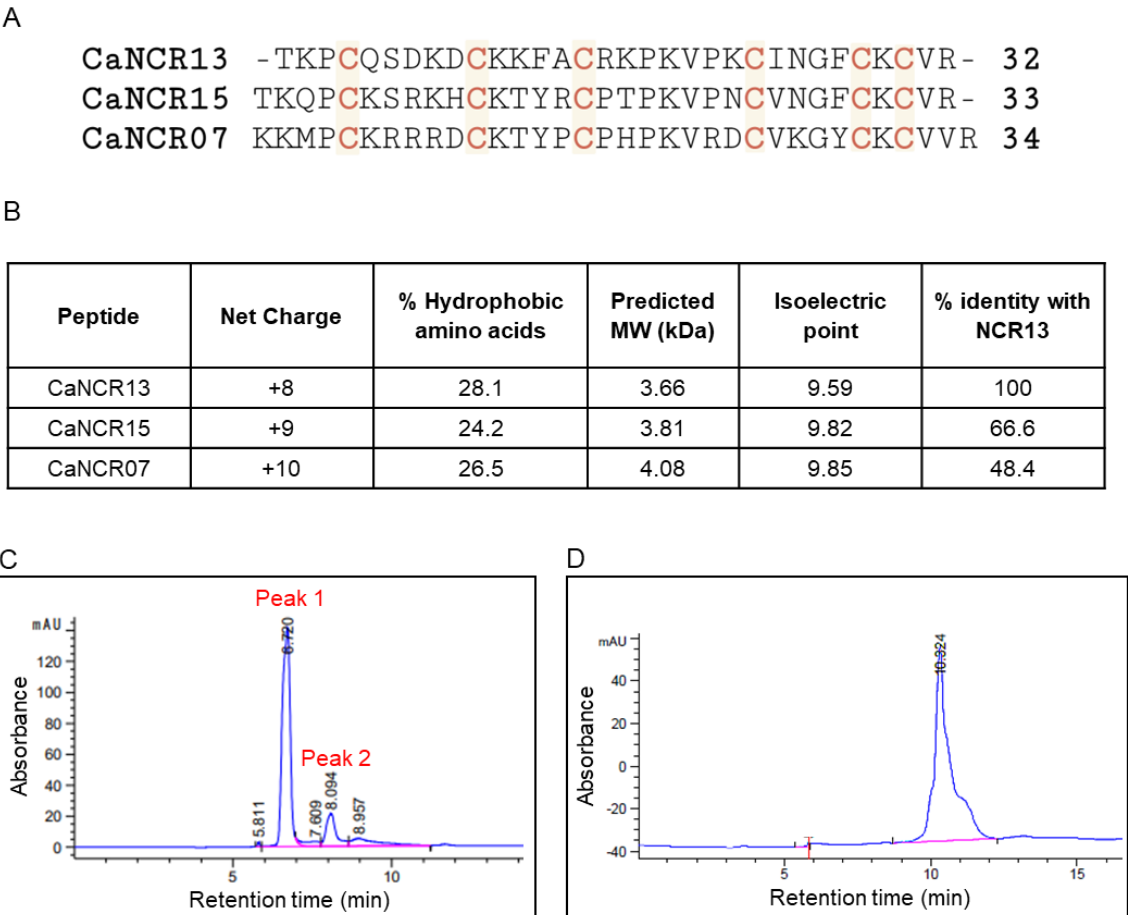 A
CaNCR13 -TKPCQSDKDCKKFACRKPKVPKCINGFCKCVR- 32
CaNCR15 TKQPCKSRKHCKTYRCPTPKVPNCVNGFCKCVR- 33
CaNCR07 KKMPCKRRRDCKTYPCPHPKVRDCVKGYCKCVVR 34
B
Peptide Net Charge % Hydrophobic amino acids Predicted MW (kDa) Isoelectric point % identity with NCR13
CaNCR13 +8 28.1 3.66 9.59 100
CaNCR15 +9 24.2 3.81 9.82 66.6
CaNCR07 +10 26.5 4.08 9.85 48.4
C
Peak 1
mAU
6.720
120
100
80
Peak 2
60
40
20
0
5.811
7.609
8.094
8.957
Absorbance
5 10
Retention time (min)
D
mAU
10.324
40
20
0
-20
-40
Absorbance
5 10 15
Retention time (min)